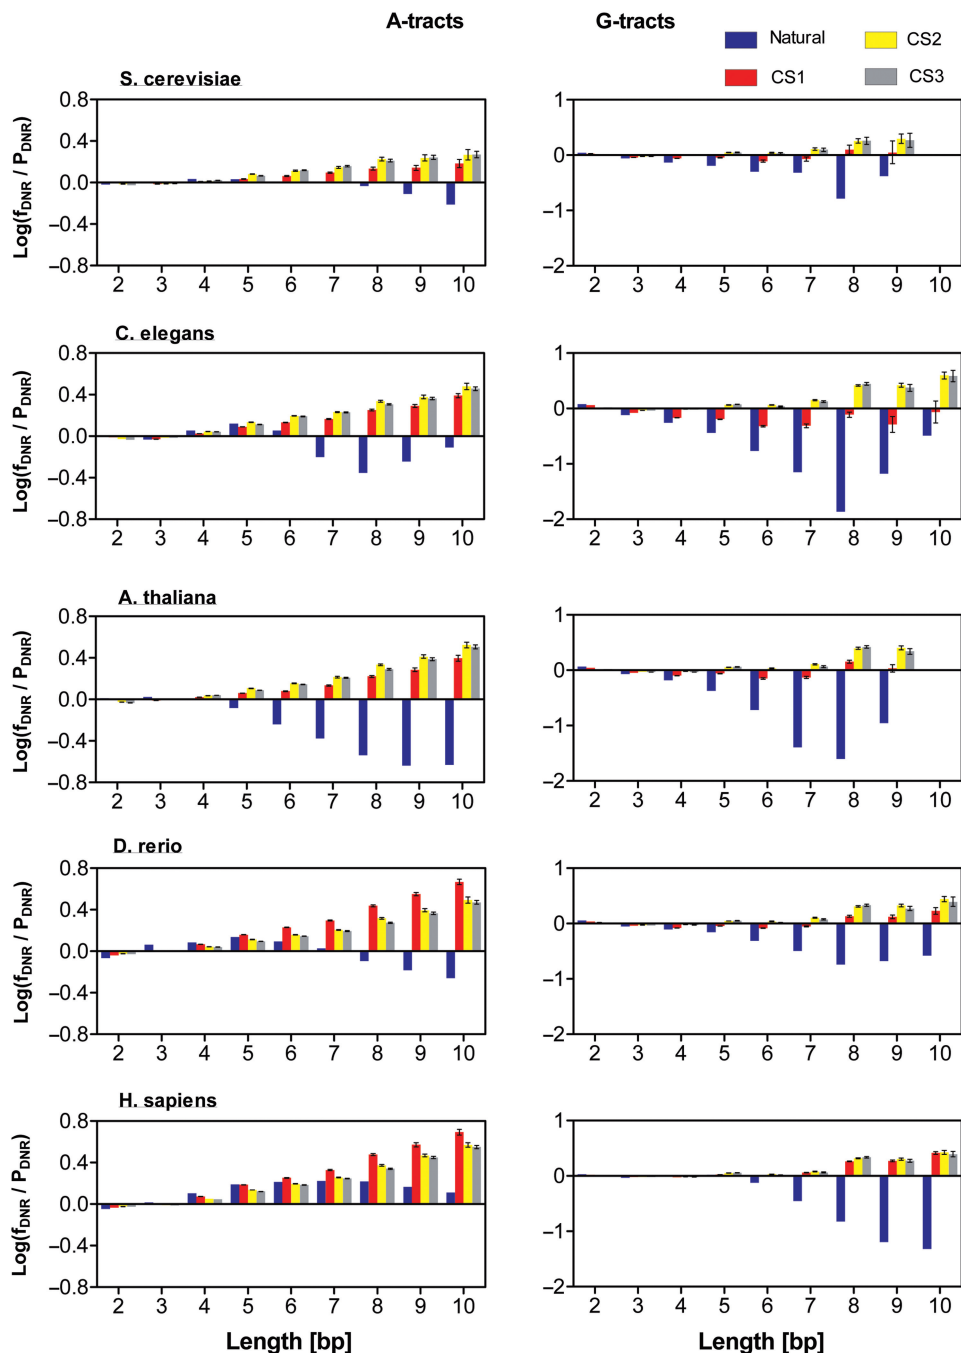 A-tracts
G-tracts
Natural
CS2
CS1
CS3
S. cerevisiae
Log(fDNR / PDNR)
0.8
0.4
0.0
−0.4
−0.8
2 3 4 5 6 7 8 9 10
1
0
−1
−2
2 3 4 5 6 7 8 9 10
C. elegans
Log(fDNR / PDNR)
0.8
0.4
0.0
−0.4
−0.8
2 3 4 5 6 7 8 9 10
1
0
−1
−2
2 3 4 5 6 7 8 9 10
A. thaliana
Log(fDNR / PDNR)
0.8
0.4
0.0
−0.4
−0.8
2 3 4 5 6 7 8 9 10
1
0
−1
−2
2 3 4 5 6 7 8 9 10
D. rerio
Log(fDNR / PDNR)
0.8
0.4
0.0
−0.4
−0.8
2 3 4 5 6 7 8 9 10
1
0
−1
−2
2 3 4 5 6 7 8 9 10
H. sapiens
Log(fDNR / PDNR)
0.8
0.4
0.0
−0.4
−0.8
2 3 4 5 6 7 8 9 10
1
0
−1
−2
2 3 4 5 6 7 8 9 10
Length [bp]
Length [bp]